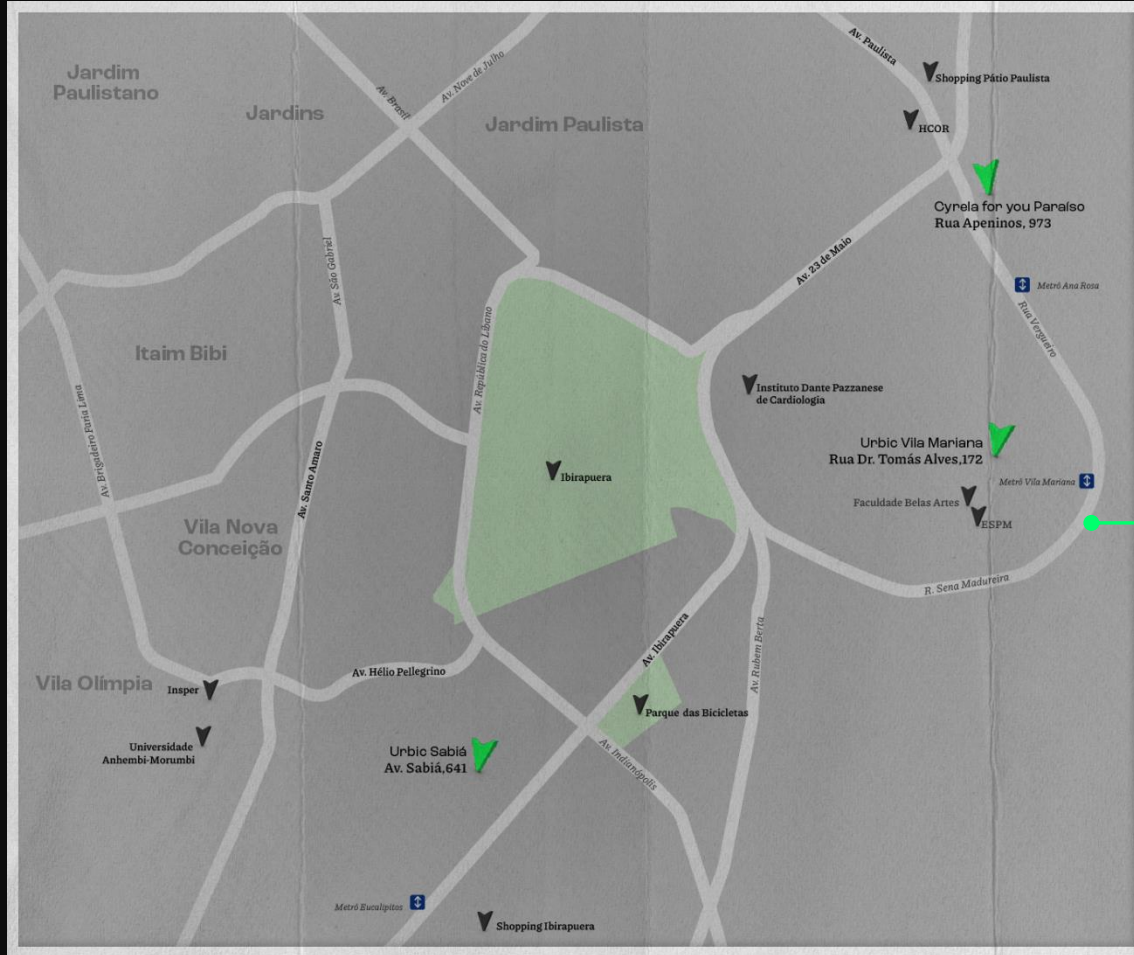 Av. Paulista
Shopping Pátio Paulista
Jardim
Paulistano
Av. Nove de Julho
Av. Brasil
Jardins
Jardim Paulista
HCOR
Cyrela for you Paraíso
Rua Apeninos, 973
Av. São Gabriel
Av. 23 de Maio
Metrô Ana Rosa
Rua Vergueiro
Av. República do Líbano
Itaim Bibi
Instituto Dante Pazzanese
de Cardiologia
Av. Brigadeiro Faria Lima
Urbic Vila Mariana
Rua Dr. Tomás Alves,172
Av. Santo Amaro
Ibirapuera
Metrô Vila Mariana
Faculdade Belas Artes
ESPM
Vila Nova
Conceição
R. Sena Madureira
Av. Ibirapuera
Av. Rubem Berta
Av. Hélio Pellegrino
Vila Olímpia
Insper
Parque das Bicicletas
Universidade
Anhembi-Morumbi
Urbic Sabiá
Av. Sabiá,641
Av. Indianópolis
Metrô Eucalipitos
Shopping Ibirapuera